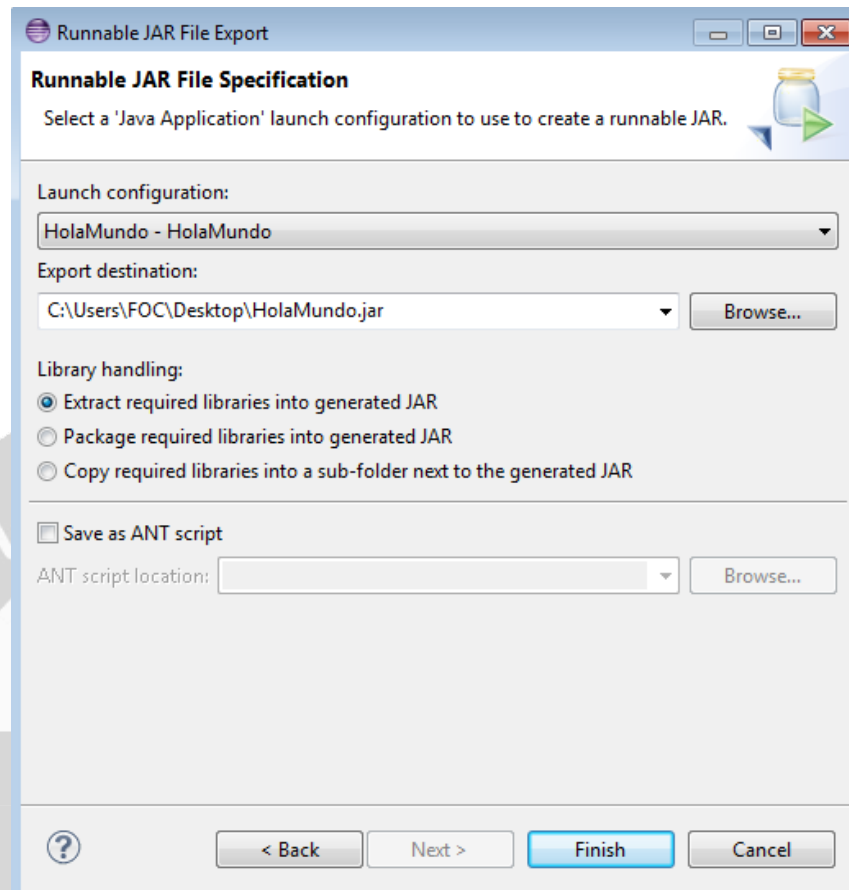 Runnable JAR File Export
Runnable JAR File Specification
Select a 'Java Application' launch configuration to use to create a runnable JAR.
Launch configuration:
HolaMundo - HolaMundo
Export destination:
C:\Users\FOC\Desktop\HolaMundo.jar
Browse...
Library handling:
Extract required libraries into generated JAR
Package required libraries into generated JAR
Copy required libraries into a sub-folder next to the generated JAR
Save as ANT script
ANT script location:
Browse...
?
< Back
Next >
Finish
Cancel